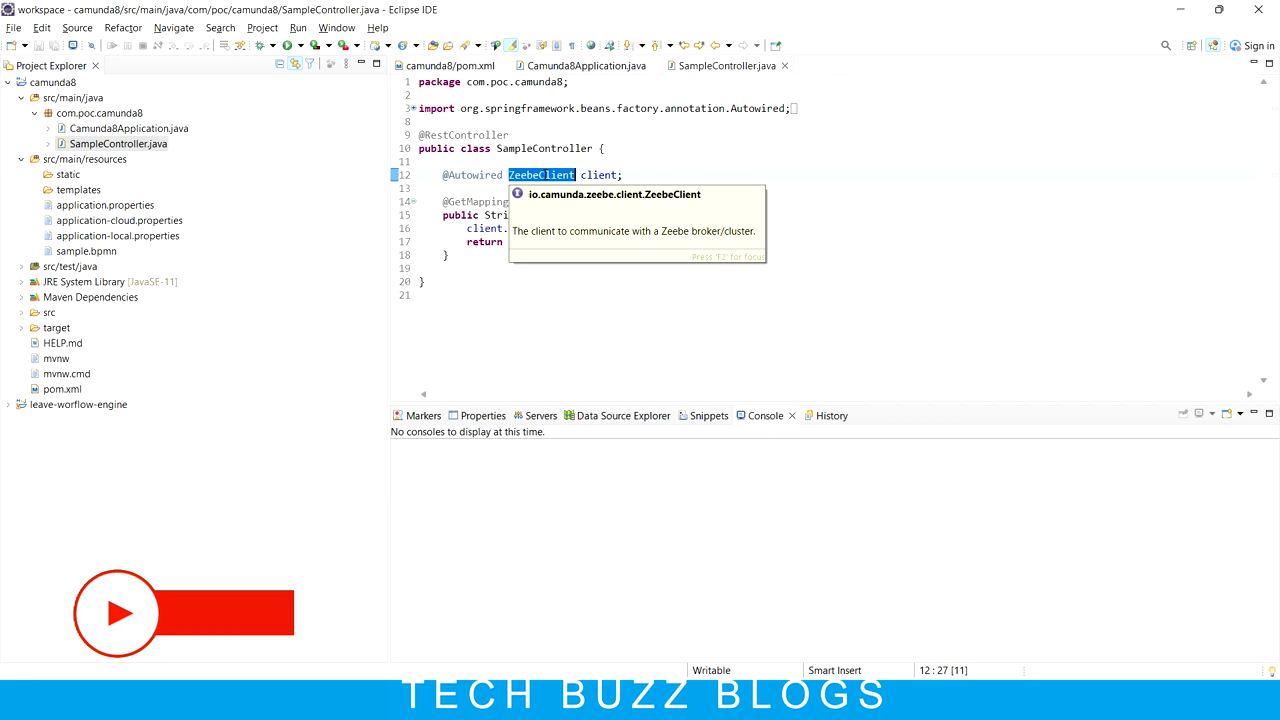 workspace - camunda8/src/main/java/com/poc/camunda8/SampleController.java - Eclipse IDE
File Edit Source Refactor Navigate Search Project Run Window Help
Sign in
Project Explorer
camunda8/pom.xml Camunda8Application.java SampleController.java
camunda8
src/main/java
com.poc.camunda8
Camunda8Application.java
SampleController.java
src/main/resources
static
templates
application.properties
application-cloud.properties
application-local.properties
sample.bpmn
src/test/java
JRE System Library [JavaSE-11]
Maven Dependencies
src
target
HELP.md
mvnw
mvnw.cmd
pom.xml
leave-worflow-engine
1 package com.poc.camunda8;
2
3 import org.springframework.beans.factory.annotation.Autowired;
8
9 @RestController
10 public class SampleController {
11
12 @Autowired ZeebeClient client;
13
14 @GetMapping
15 public Stri
16 client.
17 return
18 }
19
20 }
21
io.camunda.zeebe.client.ZeebeClient
The client to communicate with a Zeebe broker/cluster.
Press 'F2' for focus
Markers Properties Servers Data Source Explorer Snippets Console History
No consoles to display at this time.
Writable Smart Insert 12 : 27 [11]
TECH BUZZ BLOGS